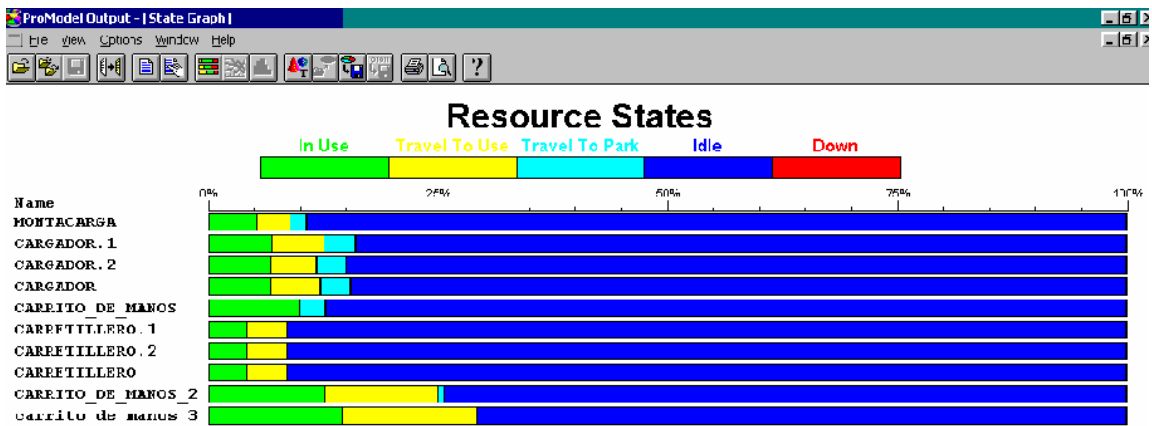 ProModel Output - [State Graph]
File View Options Window Help
Resource States
In Use Travel To Use Travel To Park Idle Down
0% 25% 50% 75% 100%
Name
MONTACARGA
CARGADOR.1
CARGADOR.2
CARGADOR
CARRITO_DE_MANOS
CARRETILLERO.1
CARRETILLERO.2
CARRETILLERO
CARRITO_DE_MANOS_2
carrito de manos 3